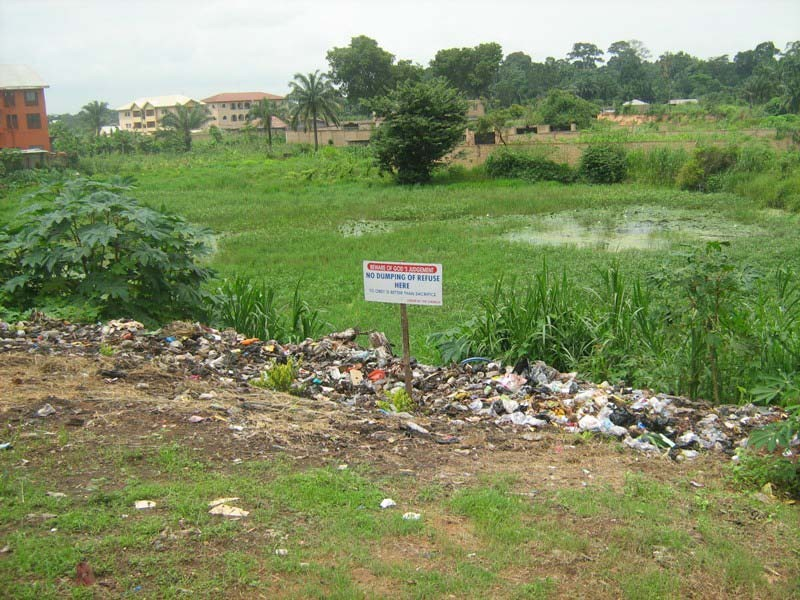 BEWARE OF GOD'S JUDGEMENT
NO DUMPING OF REFUSE
HERE
TO OBEY IS BETTER THAN SACRIFICE